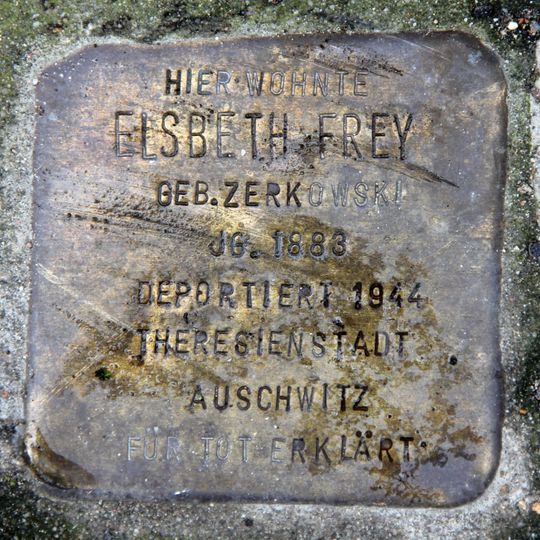 HIER WOHNTE
ELSBETH FREY
GEB. ZERKOWSKI
JG. 1883
DEPORTIERT 1944
THERESIENSTADT
AUSCHWITZ
FÜR TOT ERKLÄRT